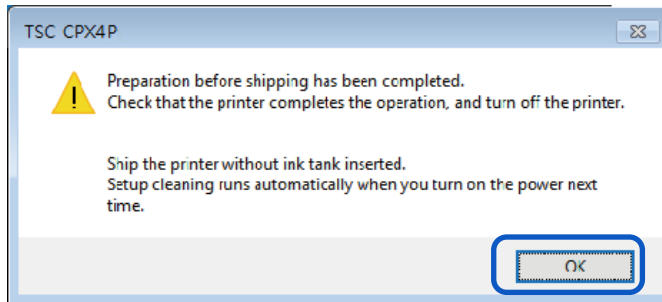 TSC CPX4P
Preparation before shipping has been completed.
Check that the printer completes the operation, and turn off the printer.
Ship the printer without ink tank inserted.
Setup cleaning runs automatically when you turn on the power next
time.
OK